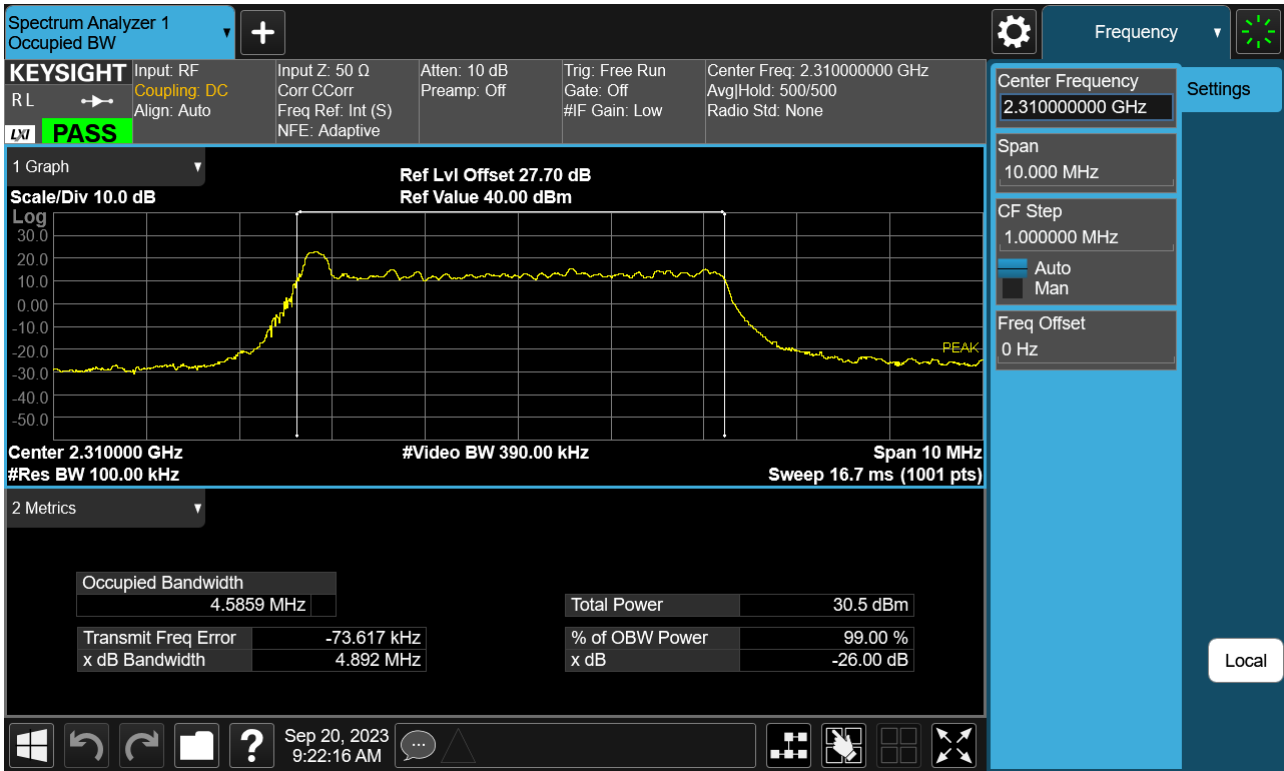 Spectrum Analyzer 1
Occupied BW
+
Frequency
KEYSIGHT
R L
LXI
PASS
Input: RF
Coupling: DC
Align: Auto
Input Z: 50 Ω
Corr CCorr
Freq Ref: Int (S)
NFE: Adaptive
Atten: 10 dB
Preamp: Off
Trig: Free Run
Gate: Off
#IF Gain: Low
Center Freq: 2.310000000 GHz
Avg|Hold: 500/500
Radio Std: None
Center Frequency
2.310000000 GHz
Settings
Span
10.000 MHz
CF Step
1.000000 MHz
Auto
Man
Freq Offset
0 Hz
Local
1 Graph
Ref Lvl Offset 27.70 dB
Scale/Div 10.0 dB
Ref Value 40.00 dBm
Log
30.0
20.0
10.0
0.00
-10.0
-20.0
-30.0
-40.0
-50.0
PEAK
Center 2.310000 GHz
#Video BW 390.00 kHz
Span 10 MHz
#Res BW 100.00 kHz
Sweep 16.7 ms (1001 pts)
2 Metrics
Occupied Bandwidth
4.5859 MHz
Total Power 30.5 dBm
Transmit Freq Error -73.617 kHz
% of OBW Power 99.00 %
x dB Bandwidth 4.892 MHz
x dB -26.00 dB
?
Sep 20, 2023
9:22:16 AM